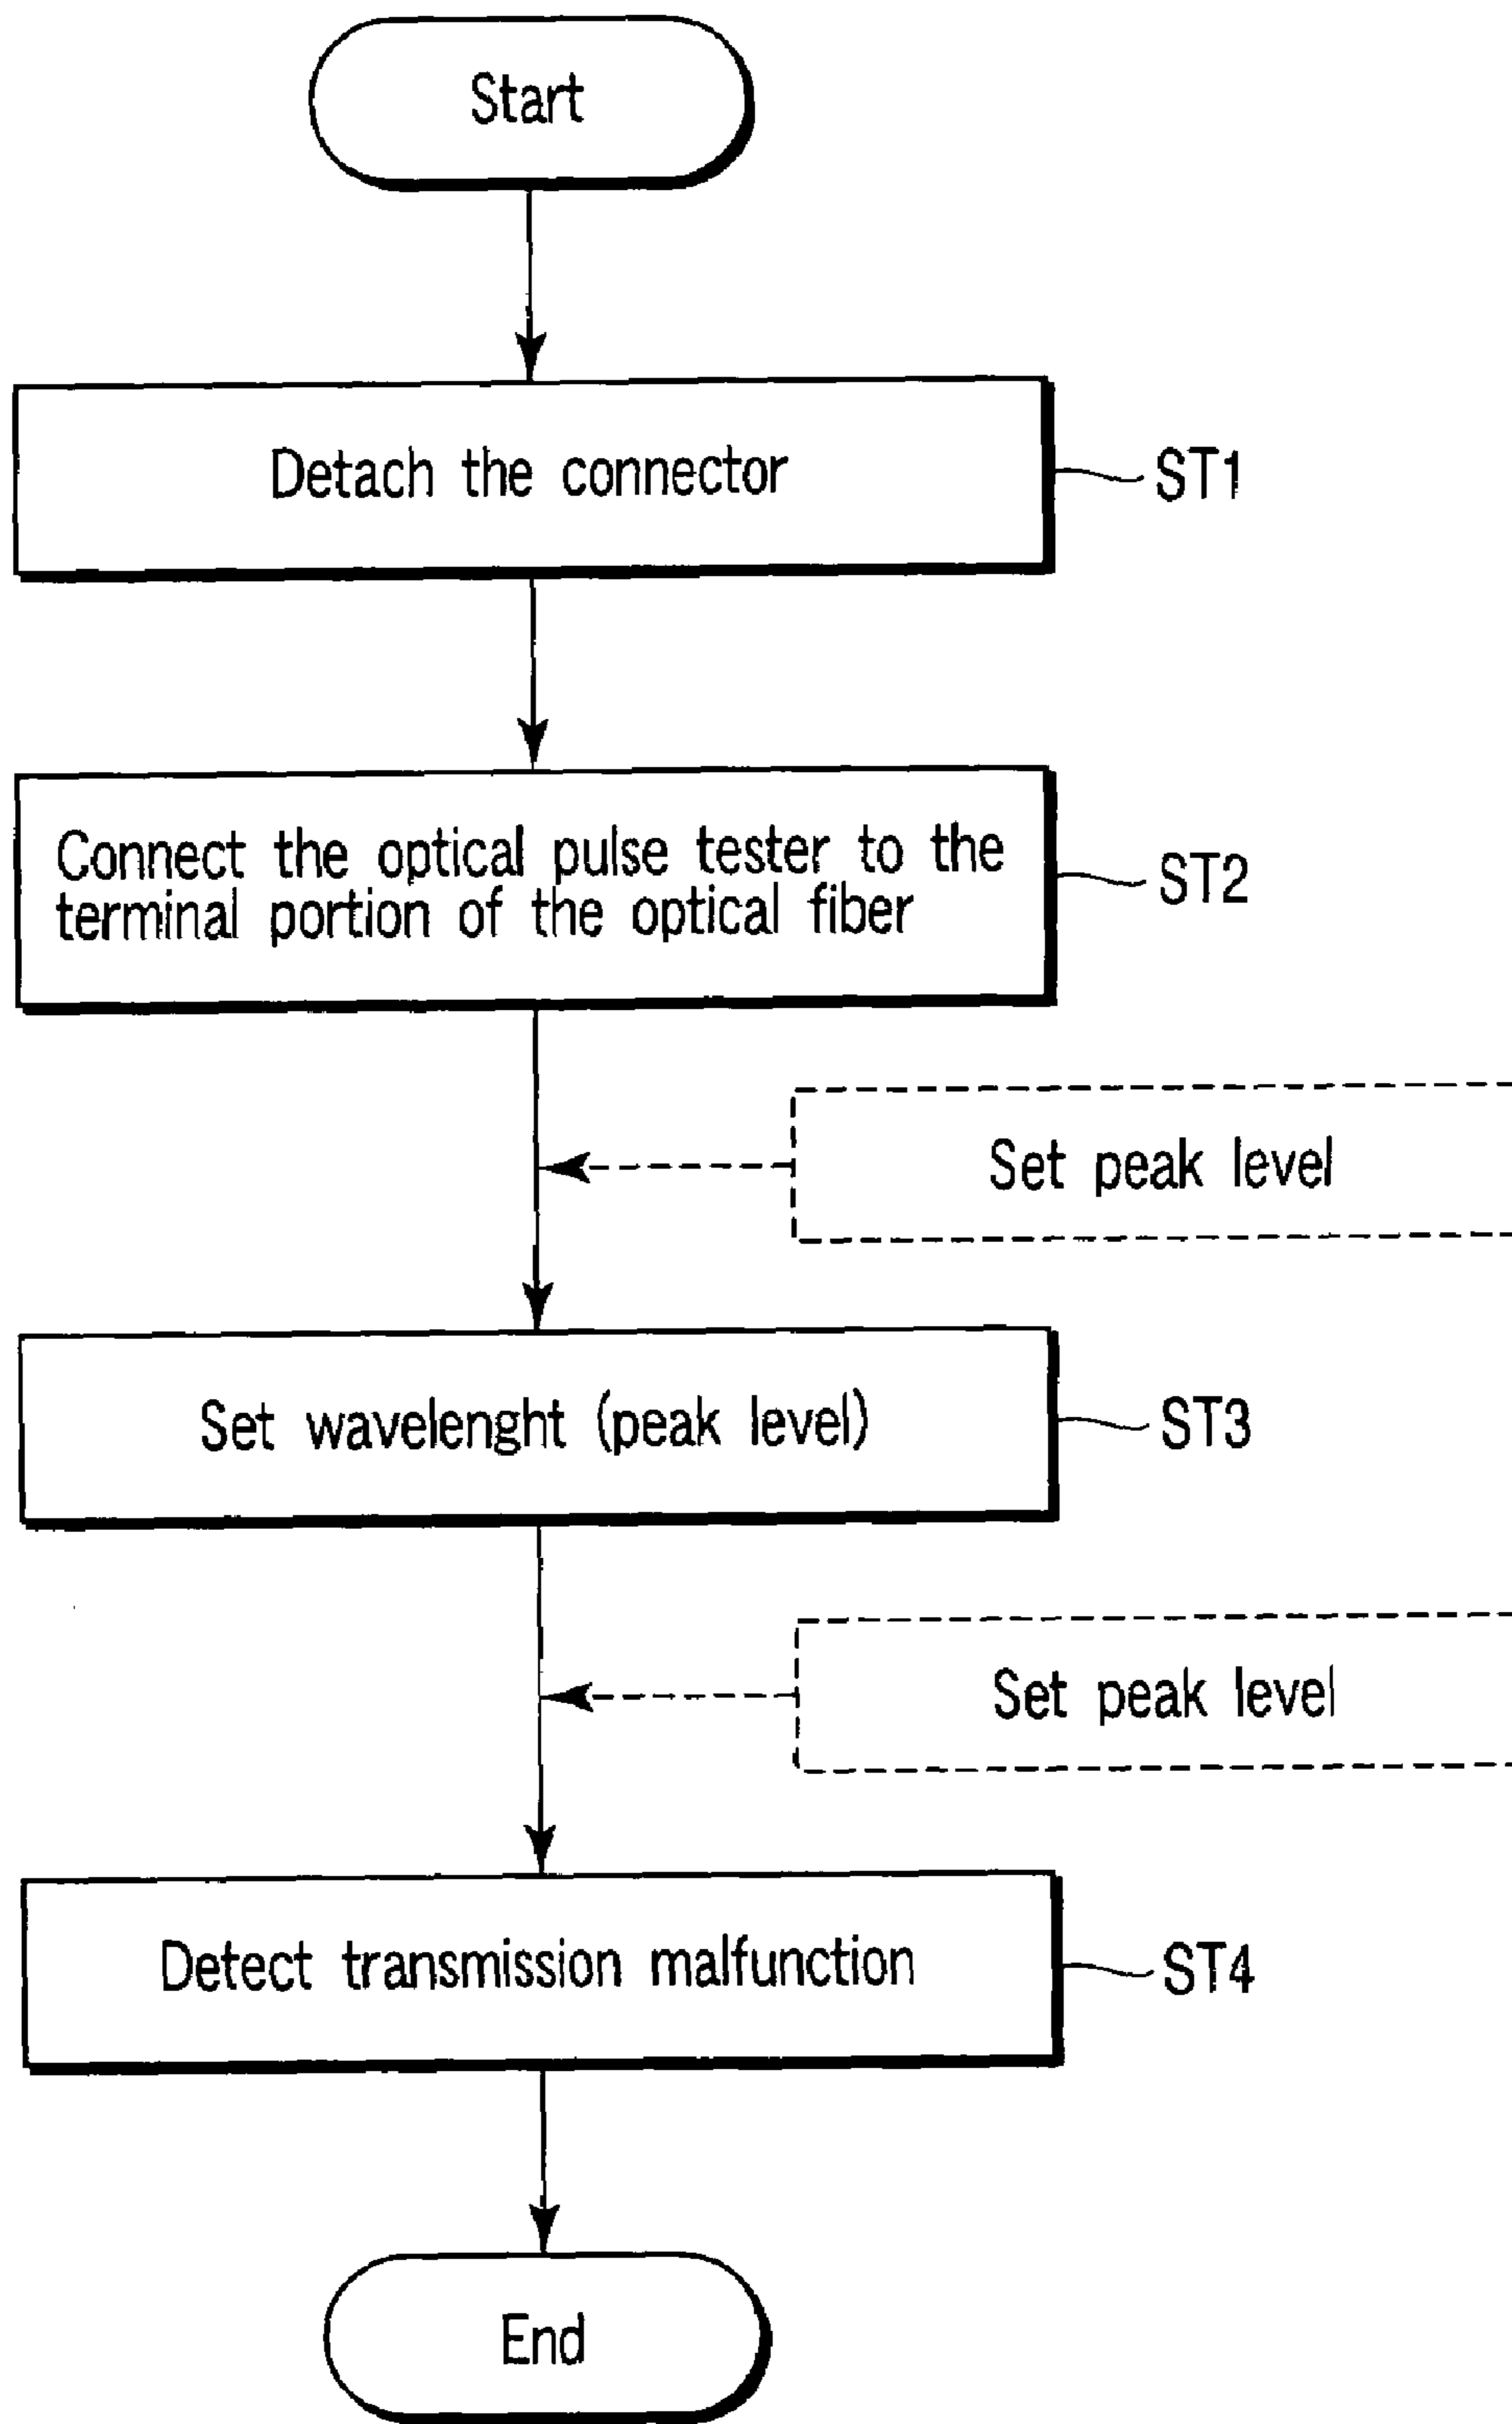 Start
Detach the connector
ST1
Connect the optical pulse tester to the
terminal portion of the optical fiber
ST2
Set peak level
Set wavelenght (peak level)
ST3
Set peak level
Detect transmission malfunction
ST4
End